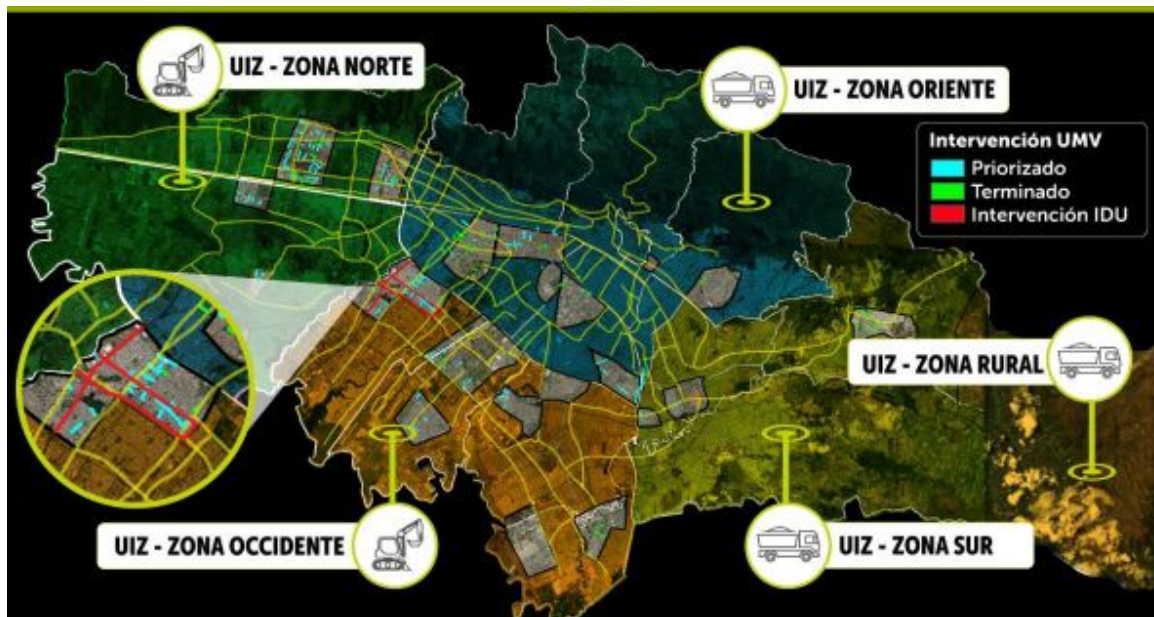 UIZ - ZONA NORTE
UIZ - ZONA ORIENTE
Intervención UMV
Priorizado
Terminado
Intervención IDU
UIZ - ZONA RURAL
UIZ - ZONA OCCIDENTE
UIZ - ZONA SUR